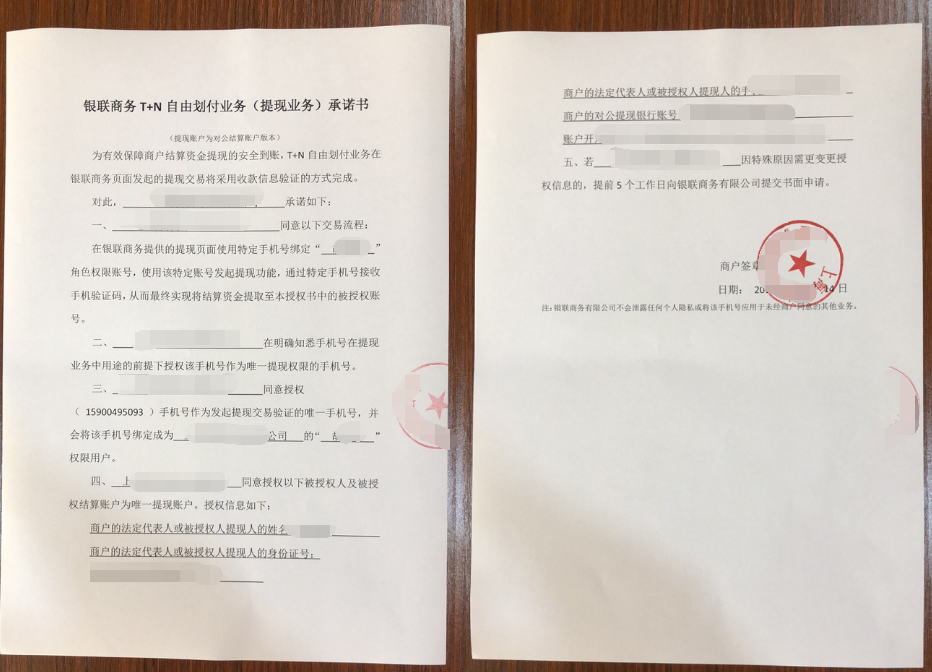 银联商务 T+N 自由划付业务（提现业务）承诺书
（提现账户为对公结算账户版本）
为有效保障商户结算资金提现的安全到账，T+N 自由划付业务在
银联商务页面发起的提现交易将采用收款信息验证的方式完成。
对此，承诺如下：
一、同意以下交易流程：
在银联商务提供的提现页面使用特定手机号绑定“”
角色权限账号，使用该特定账号发起提现功能，通过特定手机号接收
手机验证码，从而最终实现将结算资金提取至本授权书中的被授权账
号。
二、在明确知悉手机号在提现
业务中用途的前提下授权该手机号作为唯一提现权限的手机号。
三、同意授权
（ 15900495093 ）手机号作为发起提现交易验证的唯一手机号，并
会将该手机号绑定成为公司的“”
权限用户。
四、上同意授权以下被授权人及被授
权结算账户为唯一提现账户。授权信息如下：
商户的法定代表人或被授权人提现人的姓名
商户的法定代表人或被授权人提现人的身份证号：
商户的法定代表人或被授权人提现人的手
商户的对公提现银行账号
账户开
五、若因特殊原因需更变更授
权信息的，提前 5 个工作日向银联商务有限公司提交书面申请。
商户签章
日期： 20 14 日
上海
注：银联商务有限公司不会泄露任何个人隐私或将该手机号应用于未经商户同意的其他业务。